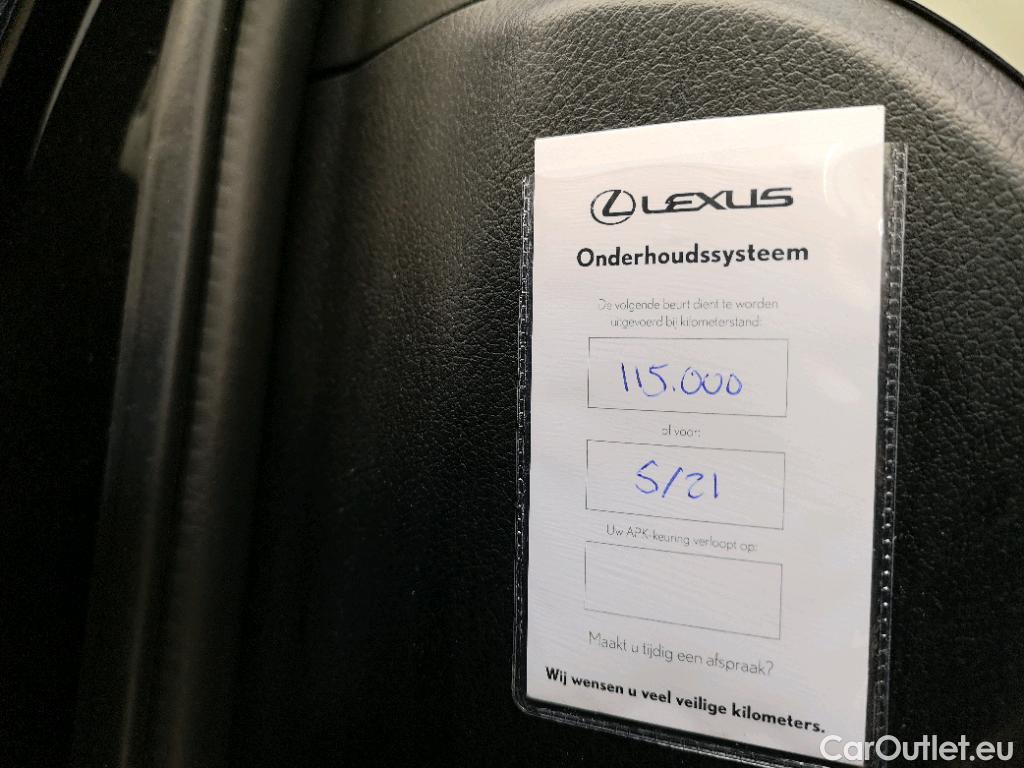 LEXUS
Onderhoudssysteem
De volgende beurt dient te worden
uitgevoerd bij kilometerstand:
115.000
of voor:
5/21
Uw APK-keuring verloopt op:
Maakt u tijdig een afspraak?
Wij wensen u veel veilige kilometers.
CarOutlet.eu